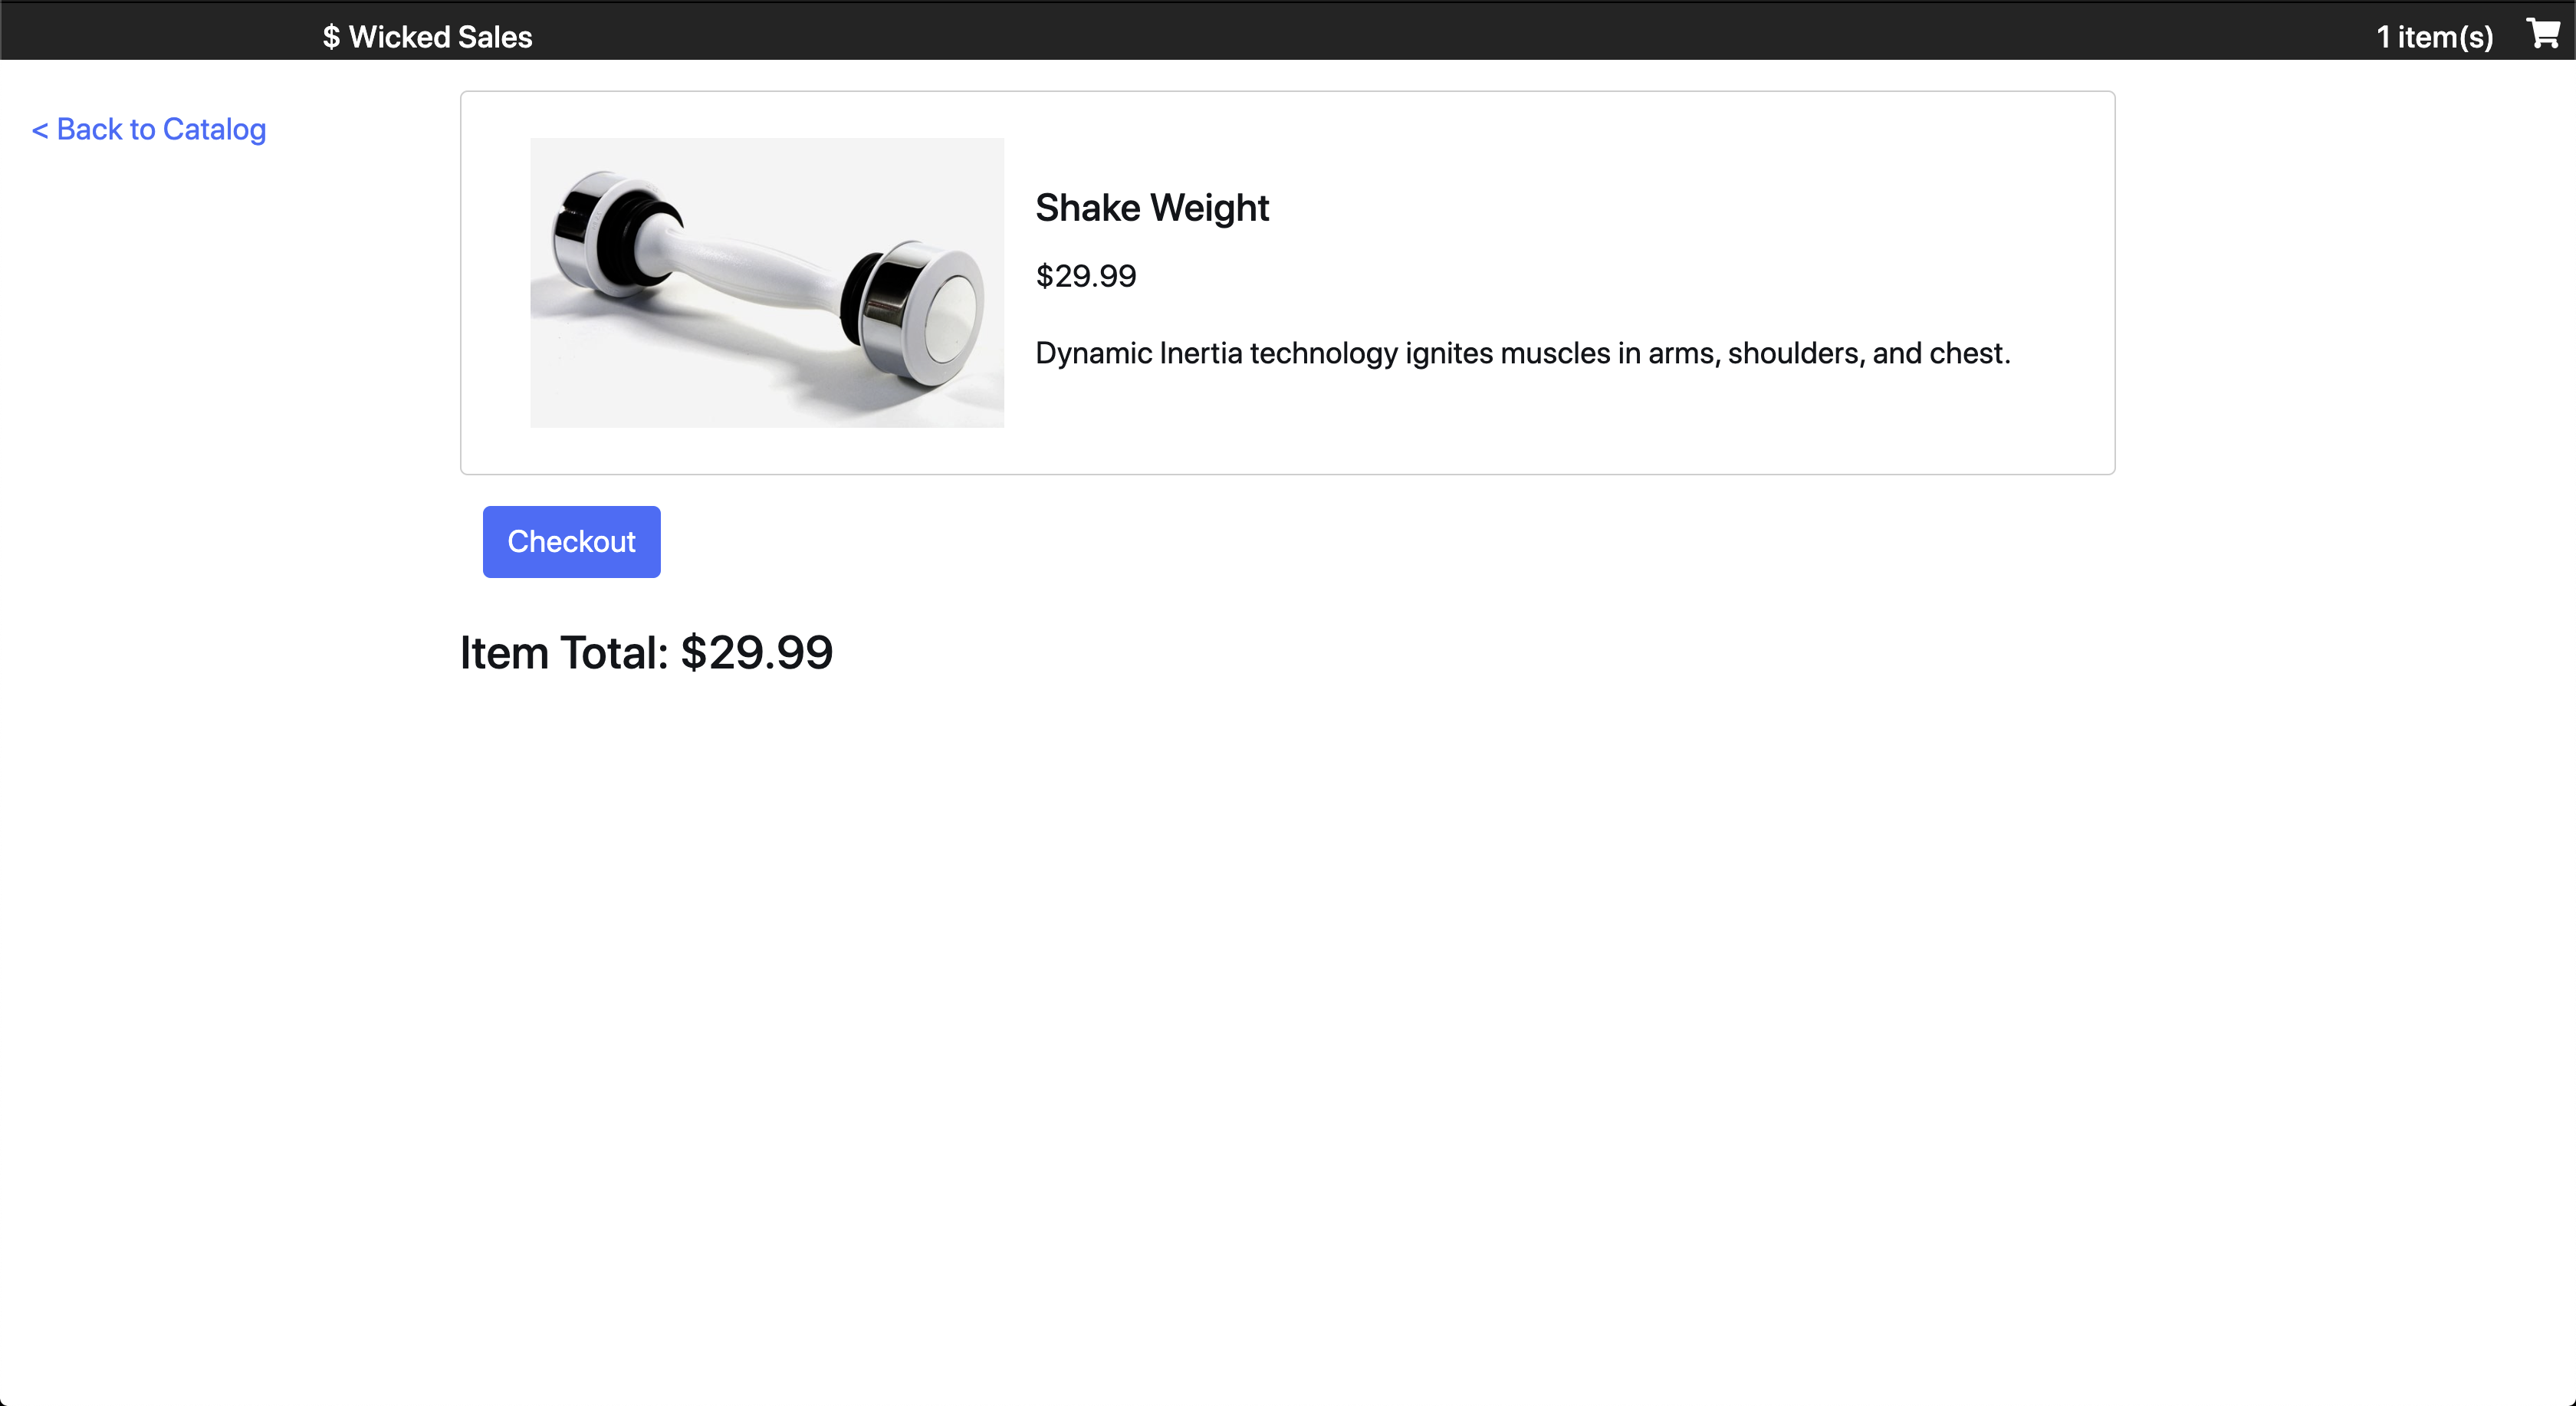 $ Wicked Sales
1 item(s)
< Back to Catalog
Shake Weight
$29.99
Dynamic Inertia technology ignites muscles in arms, shoulders, and chest.
Checkout
Item Total: $29.99